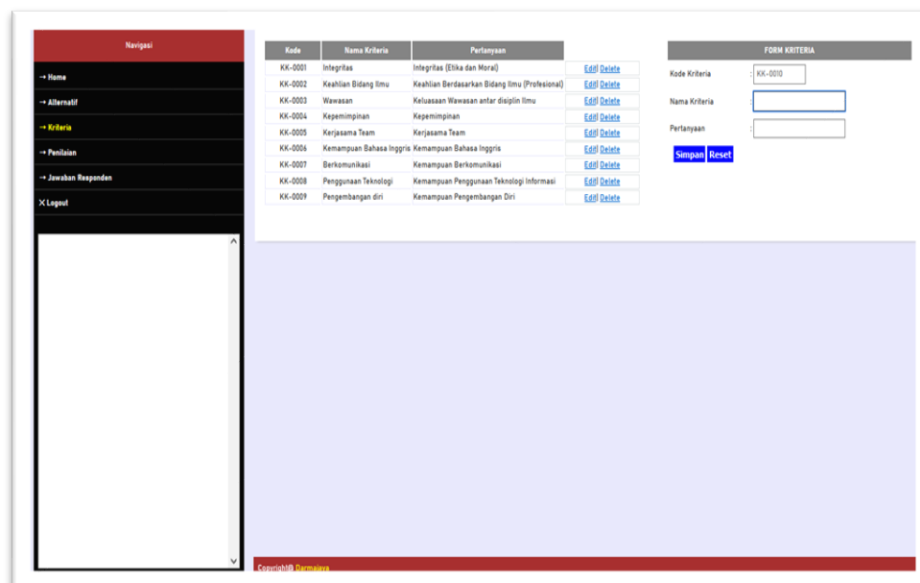 Navigasi
→ Home
→ Alternatif
→ Kriteria
→ Penilaian
→ Jawaban Responden
X Logout
Kode Nama Kriteria Pertanyaan
KK-0001 Integritas Integritas (Etika dan Moral) Edit| Delete
KK-0002 Keahlian Bidang Ilmu Keahlian Berdasarkan Bidang Ilmu (Profesional) Edit| Delete
KK-0003 Wawasan Keluasaan Wawasan antar disiplin Ilmu Edit| Delete
KK-0004 Kepemimpinan Kepemimpinan Edit| Delete
KK-0005 Kerjasama Team Kerjasama Team Edit| Delete
KK-0006 Kemampuan Bahasa Inggris Kemampuan Bahasa Inggris Edit| Delete
KK-0007 Berkomunikasi Kemampuan Berkomunikasi Edit| Delete
KK-0008 Penggunaan Teknologi Kemampuan Penggunaan Teknologi Informasi Edit| Delete
KK-0009 Pengembangan diri Kemampuan Pengembangan Diri Edit| Delete
FORM KRITERIA
Kode Kriteria : KK-0010
Nama Kriteria :
Pertanyaan :
Simpan Reset
Copyright@ Darmajaya